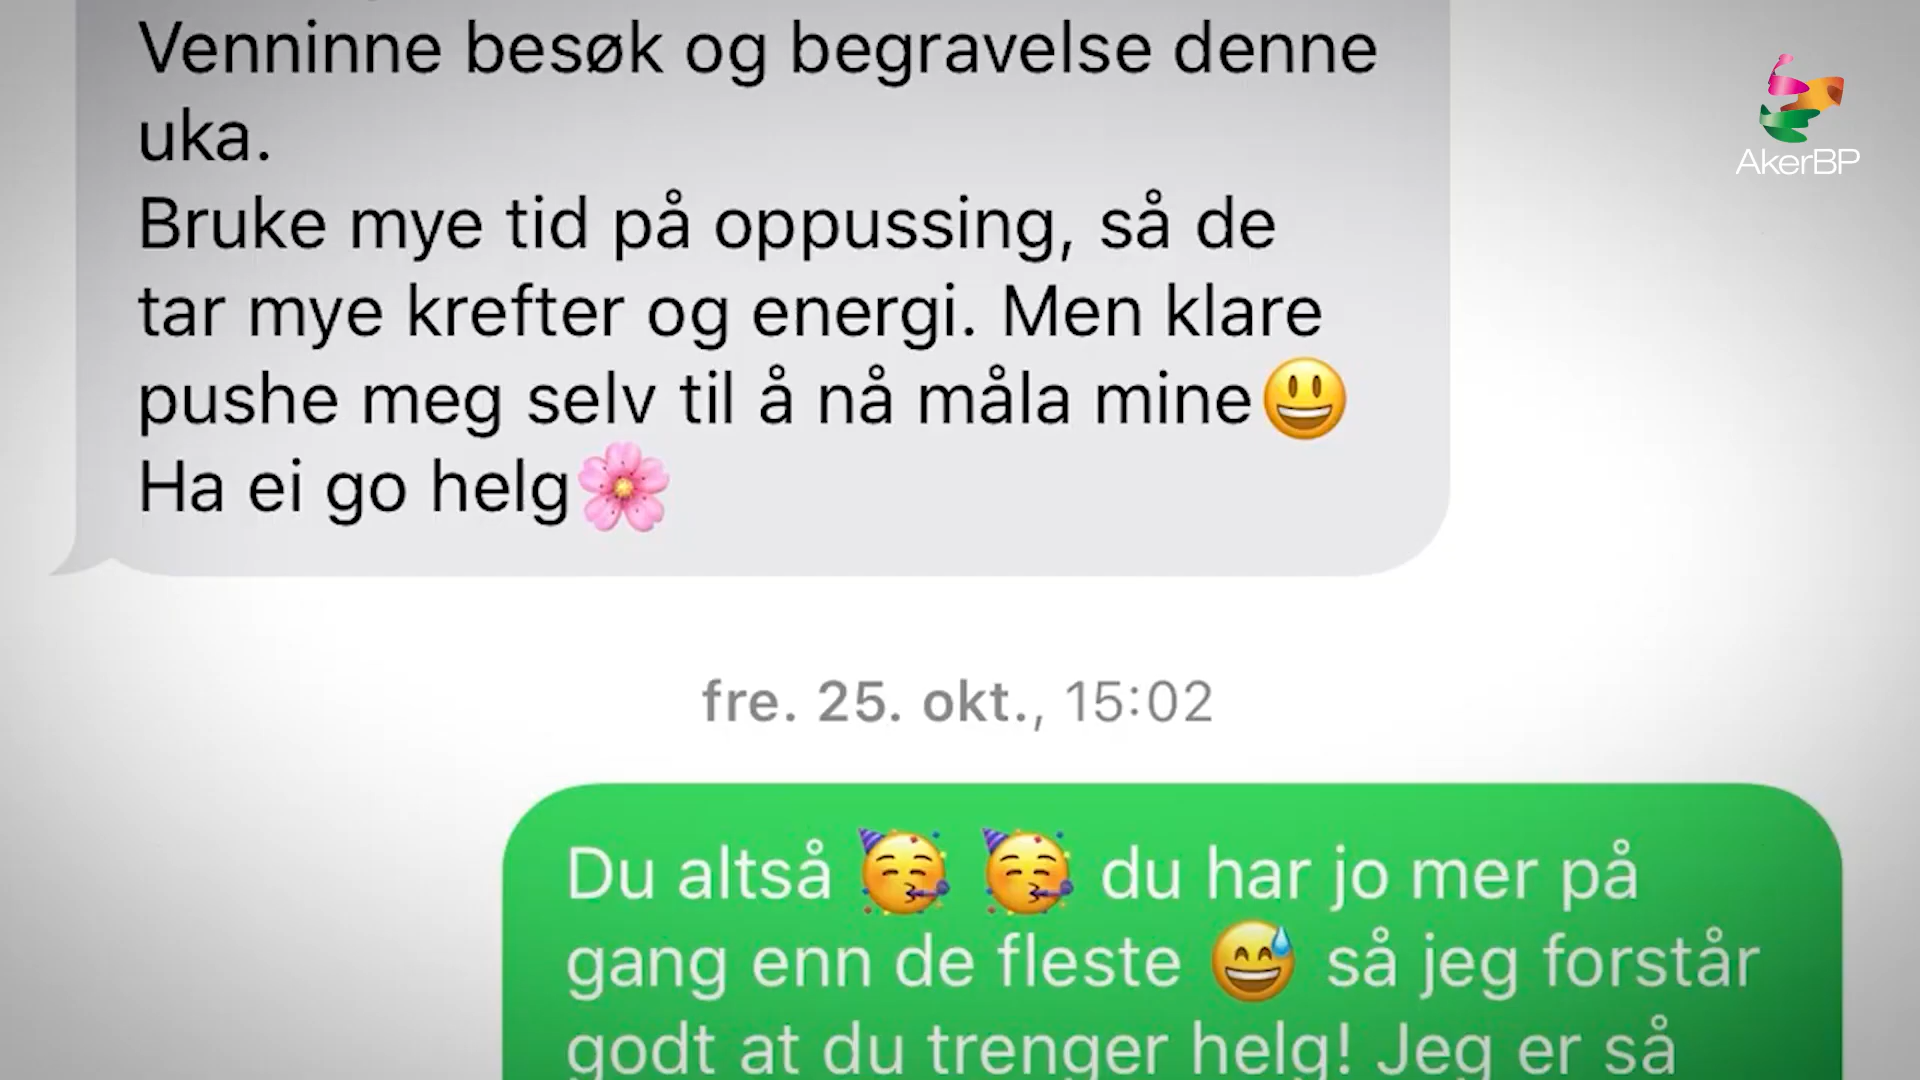 Venninne besøk og begravelse denne
uka.
Bruke mye tid på oppussing, så de
tar mye krefter og energi. Men klare
pushe meg selv til å nå måla mine😃
Ha ei go helg🌸
fre. 25. okt., 15:02
Du altså 🥳 🥳 du har jo mer på
gang enn de fleste 😅 så jeg forstår
godt at du trenger helg! Jeg er så
AkerBP